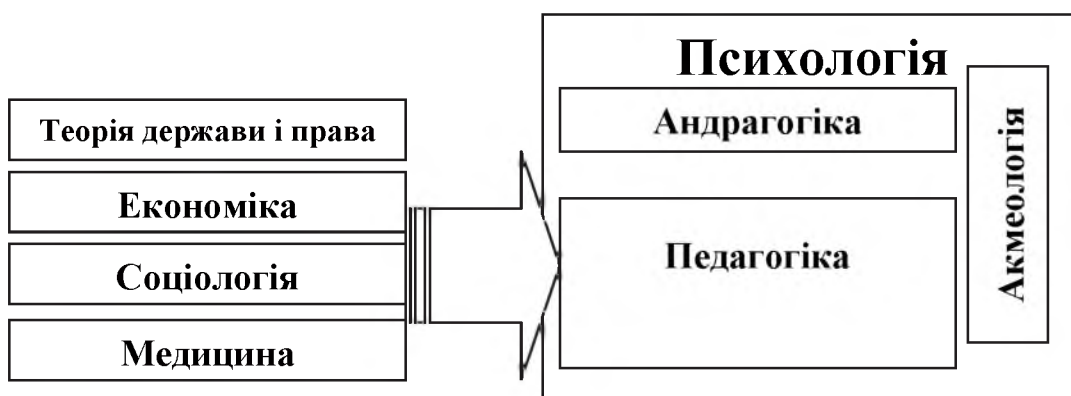 Теорія держави і права
Економіка
Соціологія
Медицина
Психологія
Андрагогіка
Педагогіка
Акмеологія